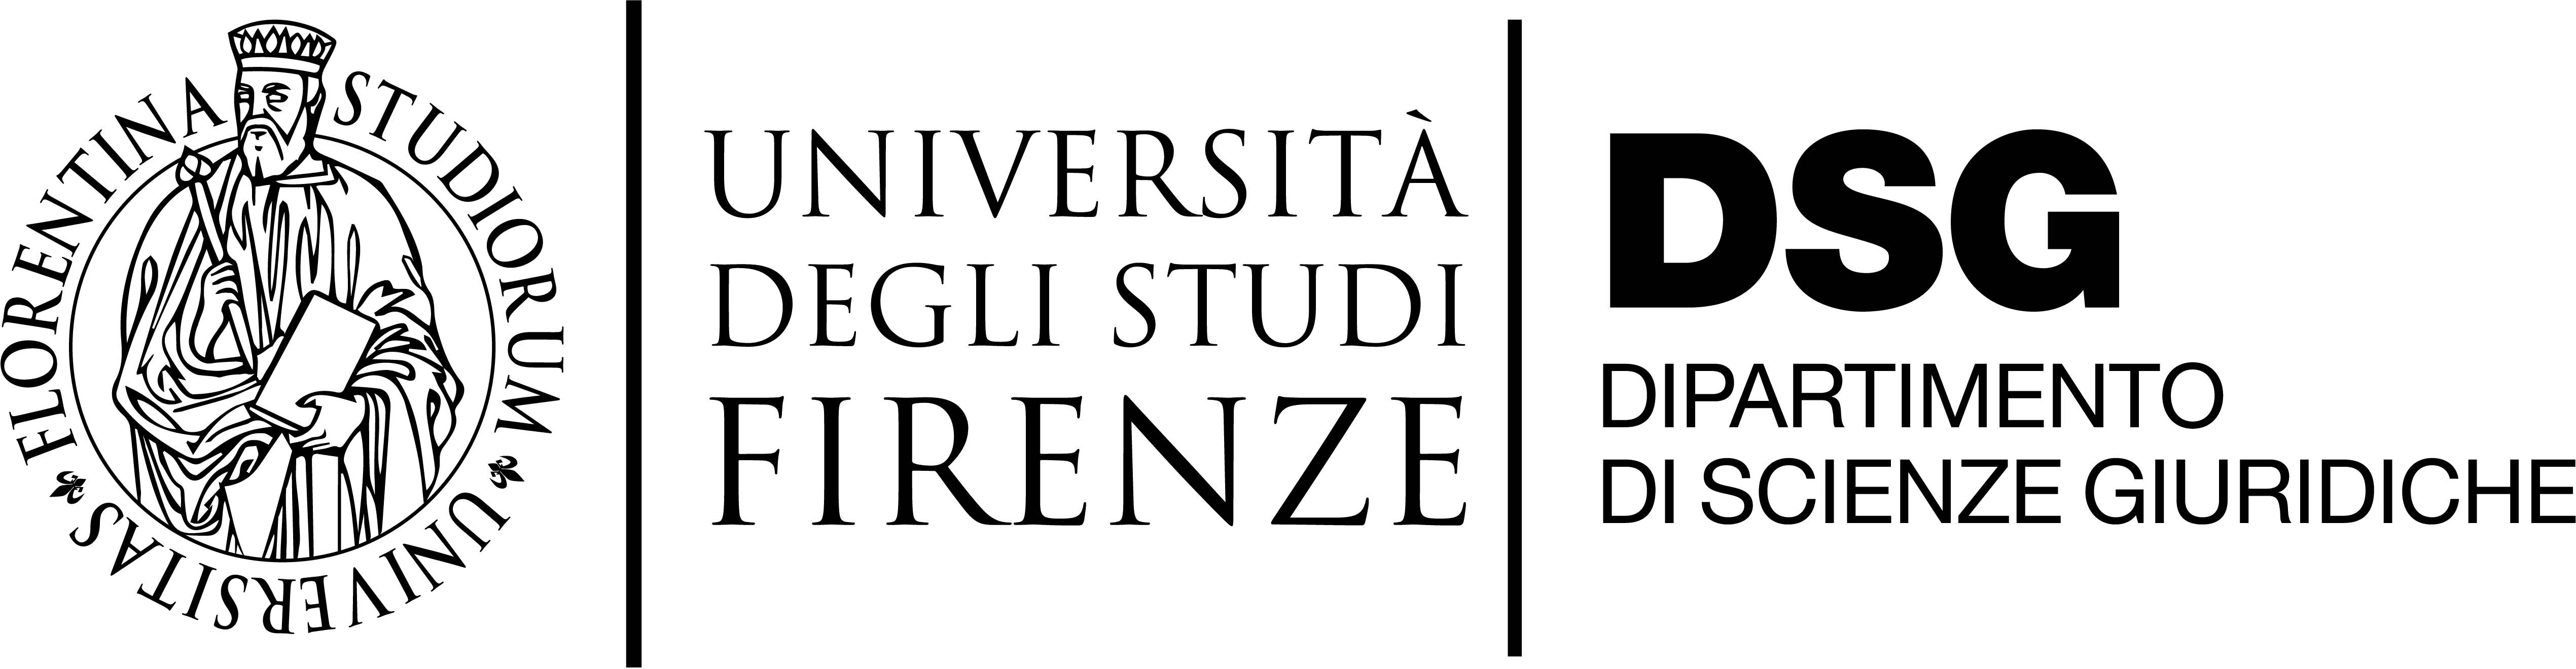 FLORENTINA STUDIORUM UNIVERSITAS
UNIVERSITÀ
DEGLI STUDI
FIRENZE
DSG
DIPARTIMENTO
DI SCIENZE GIURIDICHE